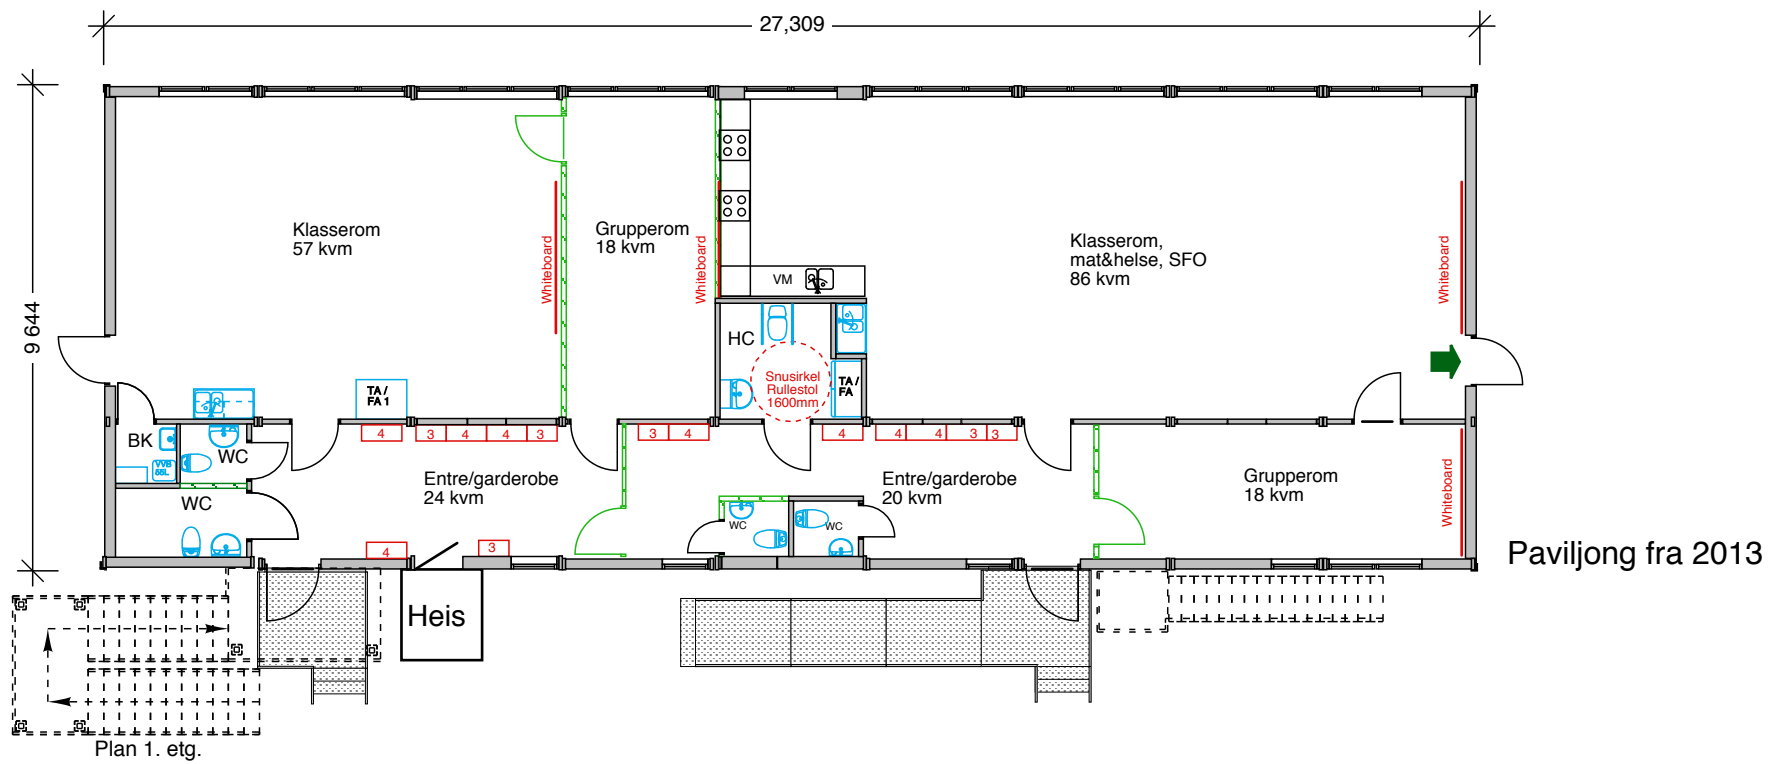 27,309
9 644
Klasserom
57 kvm
Whiteboard
Grupperom
18 kvm
Whiteboard
VM
Klasserom,
mat&helse, SFO
86 kvm
Whiteboard
HC
Snusirkel
Rullestol
1600mm
TA /
FA
TA /
FA 1
BK
VVB
WC
WC
4
3
4
4
3
3
4
4
4
4
3
3
Entre/garderobe
24 kvm
Entre/garderobe
20 kvm
Grupperom
18 kvm
Whiteboard
WC
WC
4
3
Heis
Paviljong fra 2013
Plan 1. etg.